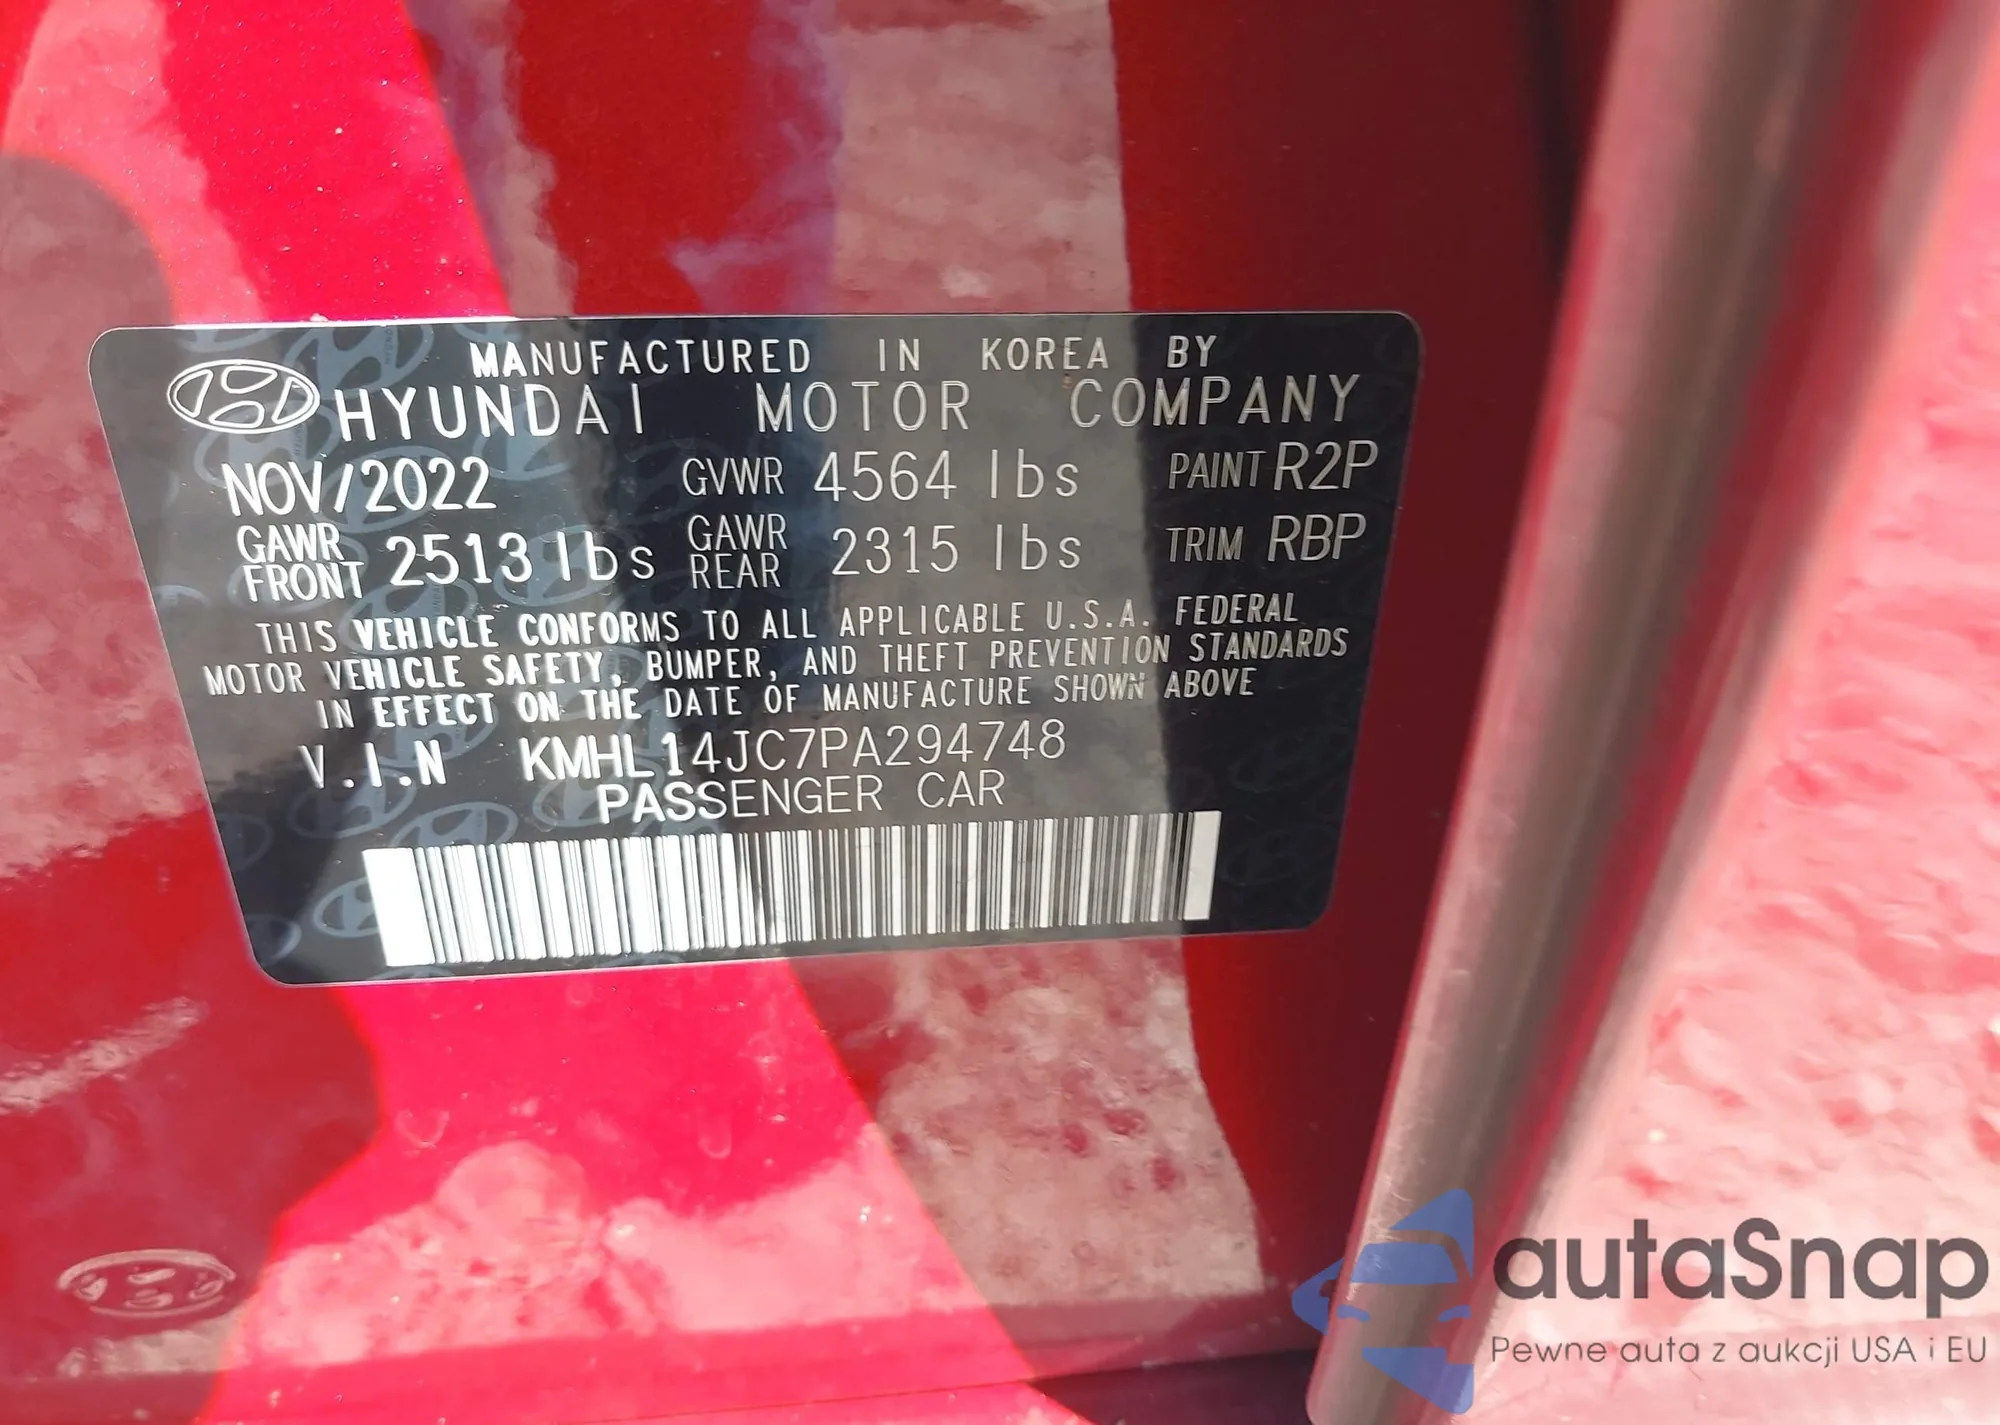 MANUFACTURED IN KOREA BY
HYUNDAI MOTOR COMPANY
NOV/2022 GVWR 4564 lbs PAINT R2P
GAWR FRONT 2513 lbs GAWR REAR 2315 lbs TRIM RBP
THIS VEHICLE CONFORMS TO ALL APPLICABLE U.S.A. FEDERAL
MOTOR VEHICLE SAFETY, BUMPER, AND THEFT PREVENTION STANDARDS
IN EFFECT ON THE DATE OF MANUFACTURE SHOWN ABOVE
V.I.N KMHL14JC7PA294748
PASSENGER CAR
autaSnap
Pewne auta z aukcji USA i EU